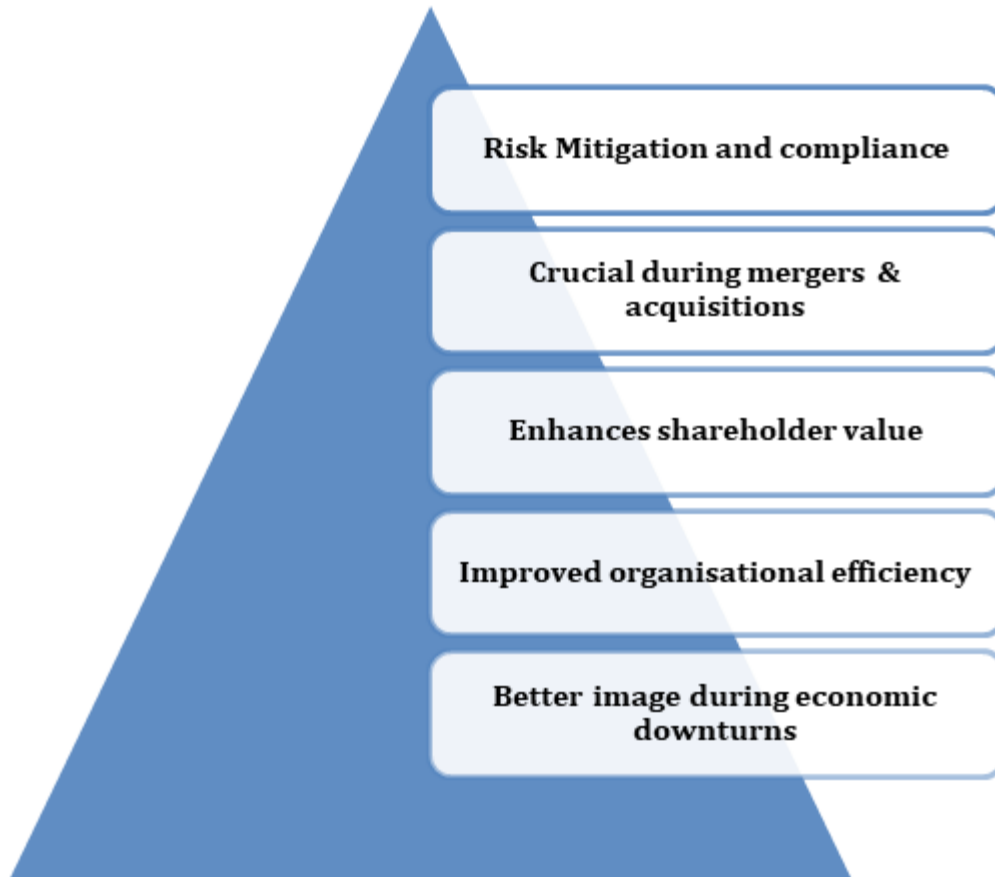 Risk Mitigation and compliance
Crucial during mergers &
acquisitions
Enhances shareholder value
Improved organisational efficiency
Better image during economic
downturns